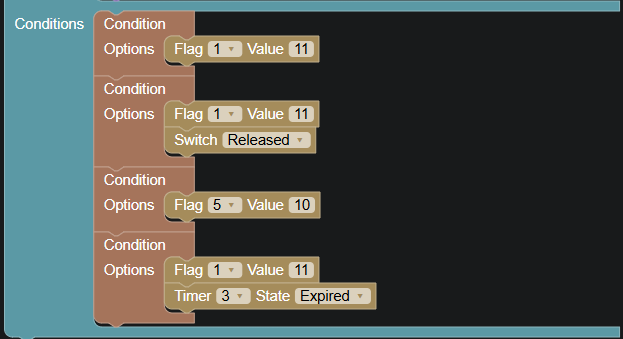 Conditions Condition
Options Flag 1 Value 11
Condition
Options Flag 1 Value 11
Switch Released
Condition
Options Flag 5 Value 10
Condition
Options Flag 1 Value 11
Timer 3 State Expired